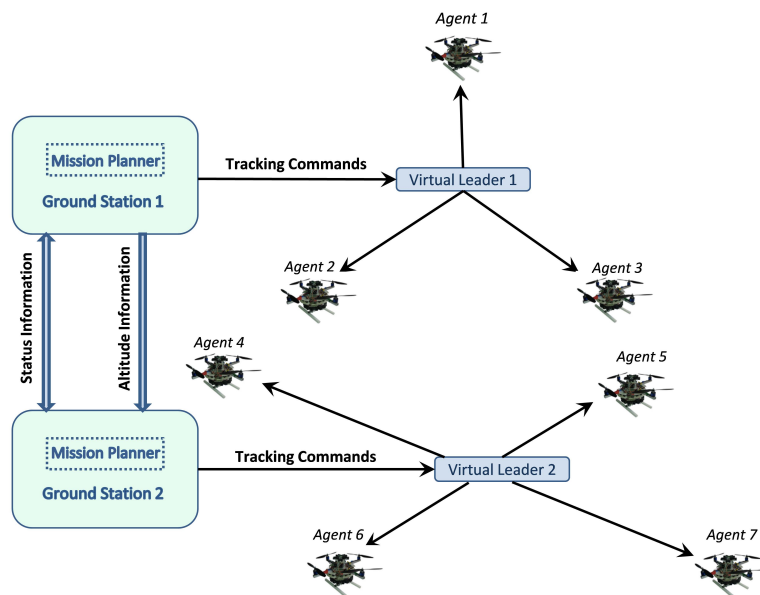 Agent 1
Mission Planner
Ground Station 1
Tracking Commands
Virtual Leader 1
Agent 2
Agent 3
Status Information
Altitude Information
Agent 4
Agent 5
Mission Planner
Ground Station 2
Tracking Commands
Virtual Leader 2
Agent 6
Agent 7